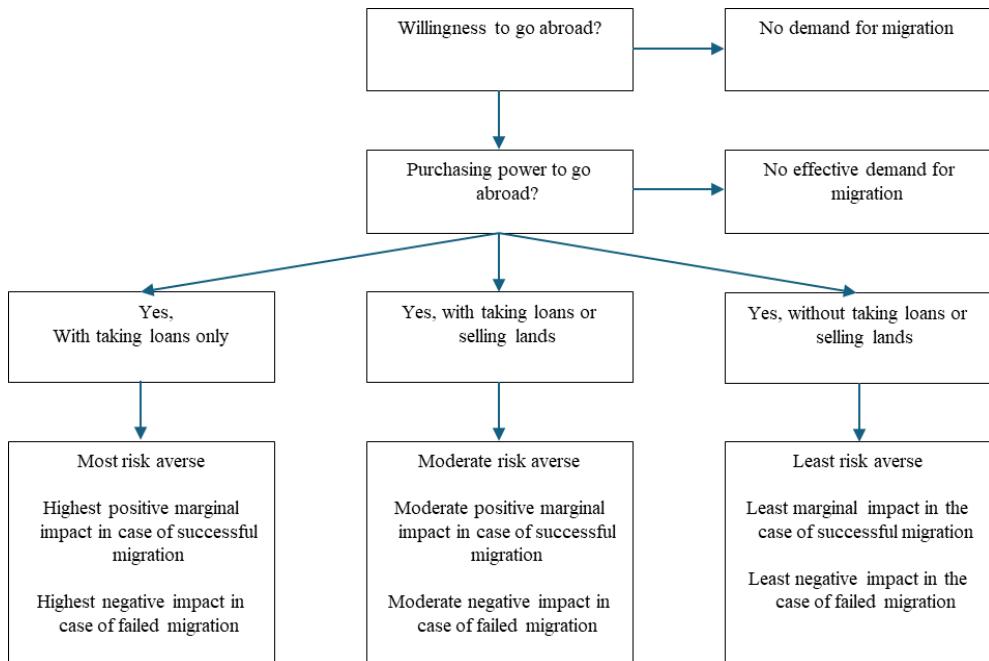 Willingness to go abroad?
No demand for migration
Purchasing power to go
abroad?
No effective demand for
migration
Yes,
With taking loans only
Yes, with taking loans or
selling lands
Yes, without taking loans or
selling lands
Most risk averse
Highest positive marginal
impact in case of successful
migration
Highest negative impact in
case of failed migration
Moderate risk averse
Moderate positive marginal
impact in case of successful
migration
Moderate negative impact in
case of failed migration
Least risk averse
Least marginal impact in the
case of successful migration
Least negative impact in the
case of failed migration